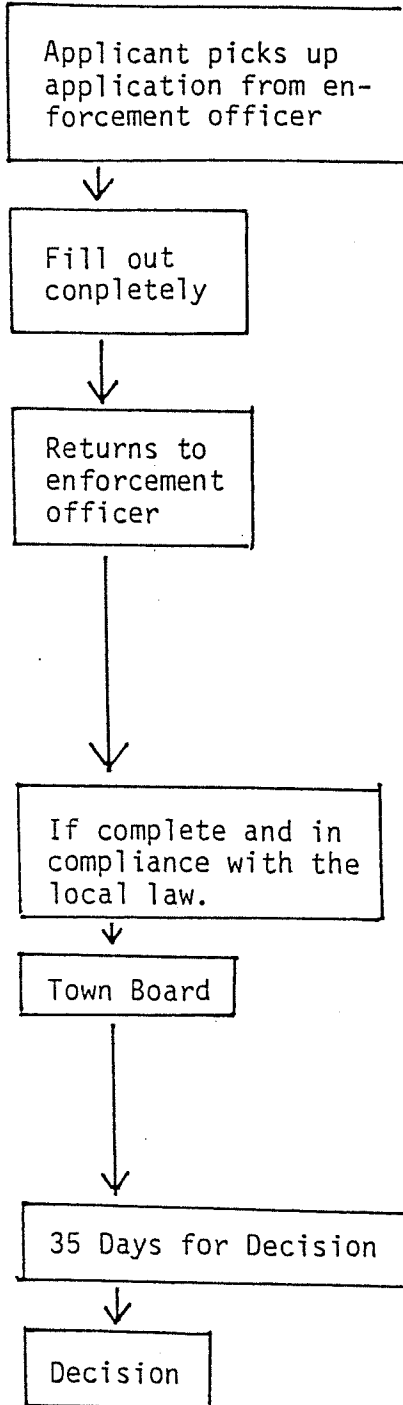 Applicant picks up
application from en-
forcement officer
Fill out
conpletely
Returns to
enforcement
officer
If complete and in
compliance with the
local law.
Town Board
35 Days for Decision
Decision